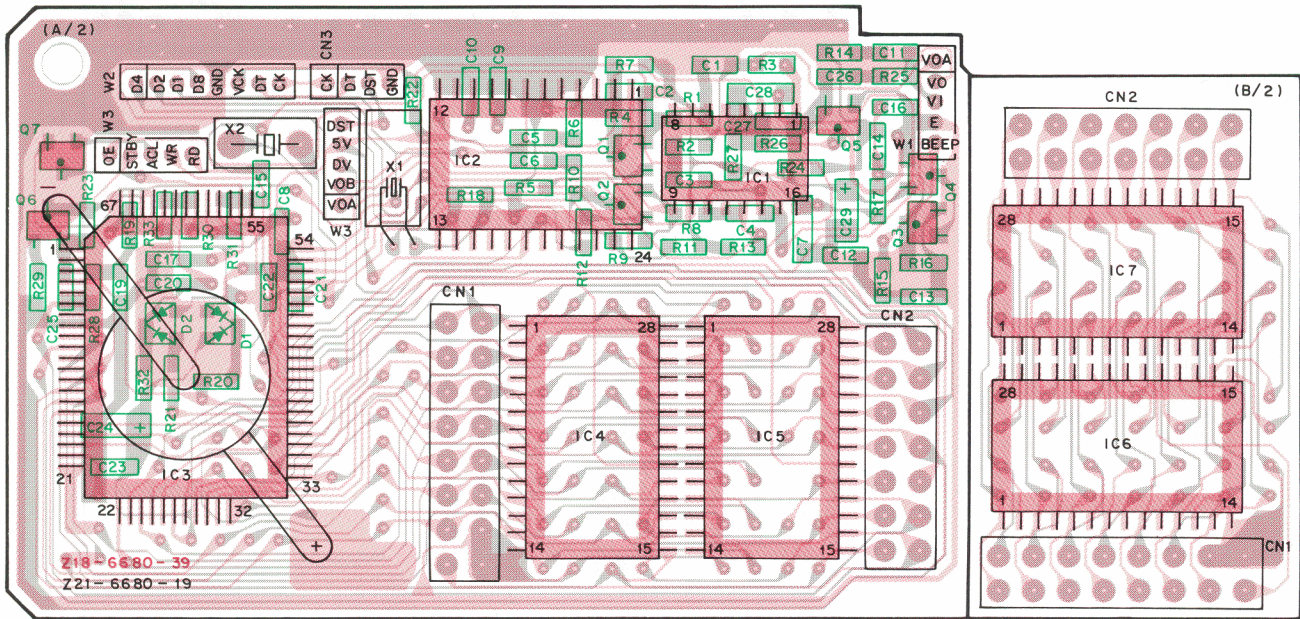 (A/2)
W2
D4 D2 D1 D8 GND VCK DT CK
CN3
CK DT DST GND
C10 C9
R22
R7 C1 R3
C2 R1 C28
R14 C11
C26 R25
C16
VOA
VO
VI
E
BEEP
W1
Q7
W3
OE STBY ACL WR RD
X2
DST
5V
DV
VOB
VOA
W3
X1
12 1
IC2
13 24
C5 R6 R4
C6 Q1
R5 R10 Q2
R18
R12 R9
8 1
C27
R2 R27 R26
C3 R24
IC1
9 16
R8 C4
R11 R13
C7
Q5 C14
C29 R17
C12 R15
Q4
Q3
R16
C13
Q6
R23
C15 C8
67 55
54
1
R19 R33 R30 R31
R29 C25 R28
C17
C19 C20
C22 C21
D2 D1
R32 R21 R20
C24 +
C23
IC3
21 33
22 32
−
+
Z18-6680-39
Z21-6680-19
CN1
1 28
IC4
14 15
1 28
IC5
14 15
CN2
CN2
(B/2)
28 15
IC7
1 14
28 15
IC6
1 14
CN1